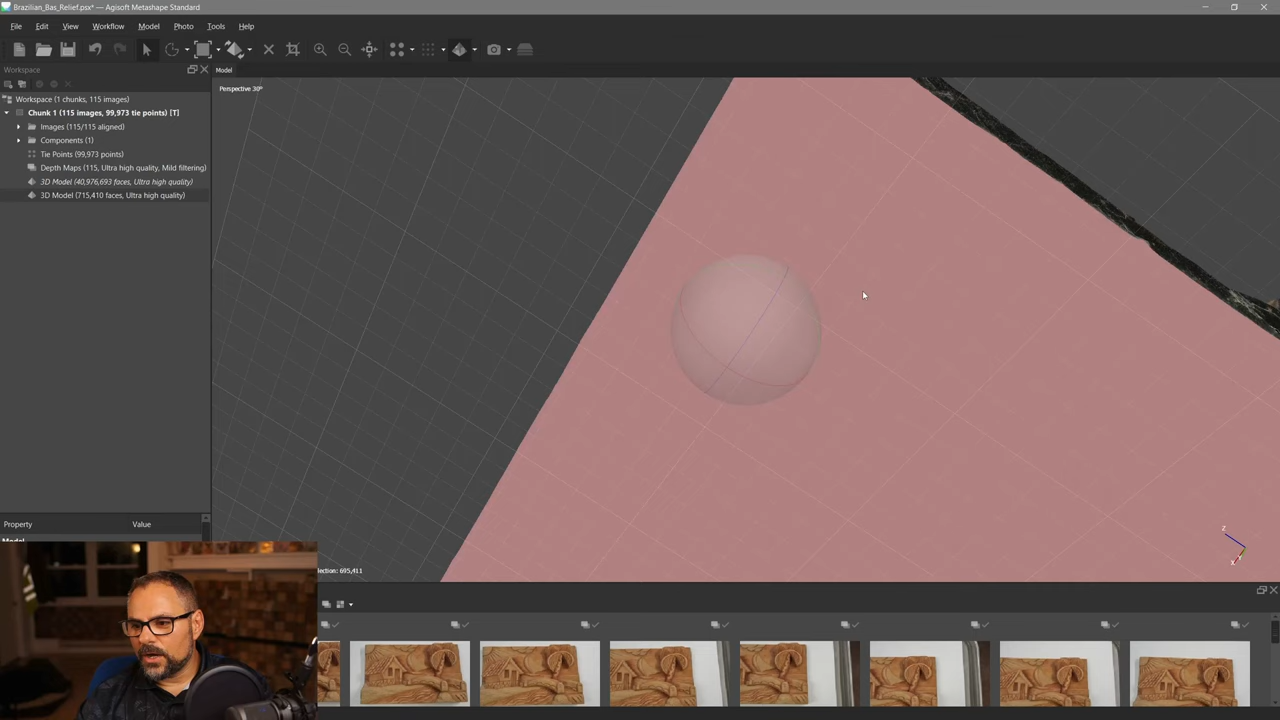 Brazilian_Bas_Relief.psx* — Agisoft Metashape Standard
File Edit View Workflow Model Photo Tools Help
Workspace
Model
Workspace (1 chunks, 115 images)
Chunk 1 (115 images, 99,973 tie points) [T]
Images (115/115 aligned)
Components (1)
Tie Points (99,973 points)
Depth Maps (115, Ultra high quality, Mild filtering)
3D Model (40,976,693 faces, Ultra high quality)
3D Model (715,410 faces, Ultra high quality)
Perspective 30°
Z
X
Property Value
Model
lection: 695,411